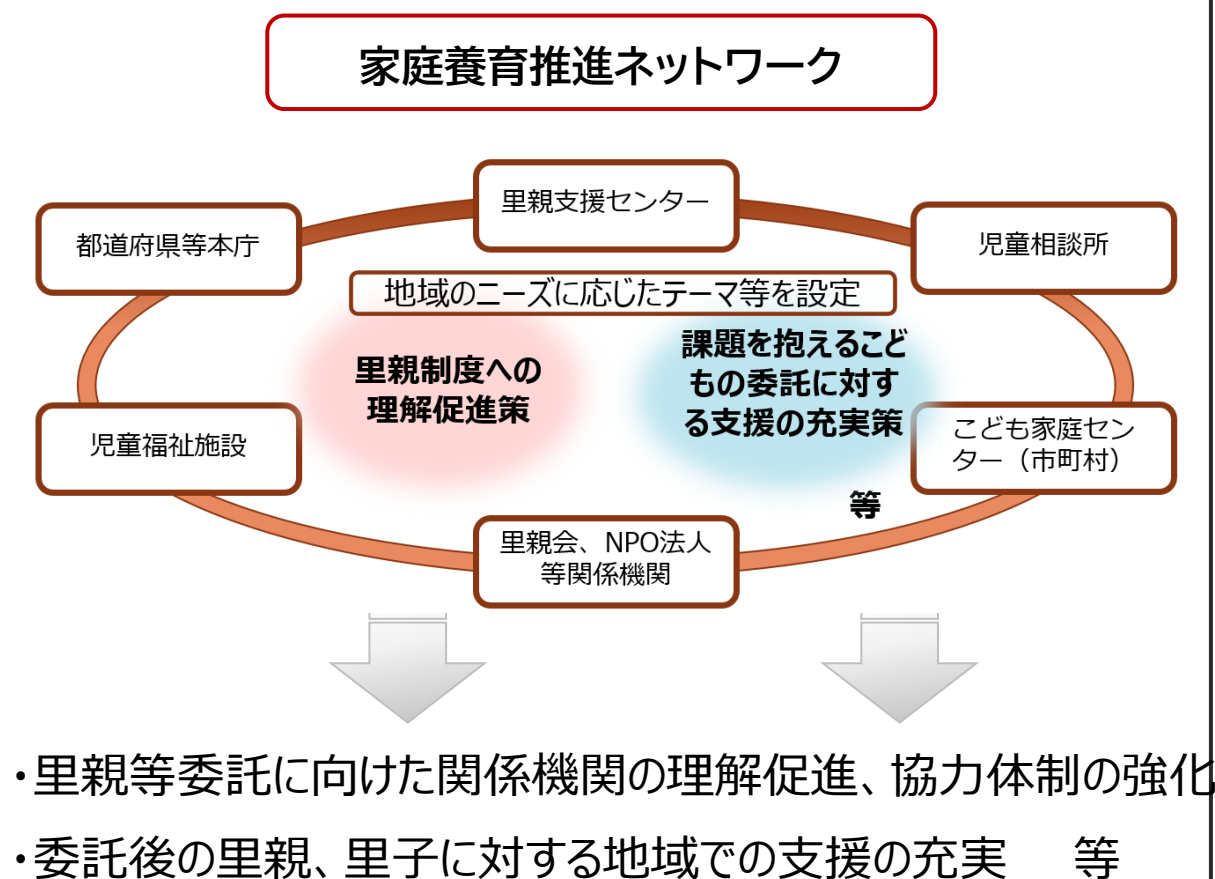 家庭養育推進ネットワーク
里親支援センター
都道府県等本庁
児童相談所
地域のニーズに応じたテーマ等を設定
里親制度への
理解促進策
課題を抱えるこど
もの委託に対す
る支援の充実策
児童福祉施設
こども家庭セン
ター（市町村）
等
里親会、NPO法人
等関係機関
・里親等委託に向けた関係機関の理解促進、協力体制の強化
・委託後の里親、里子に対する地域での支援の充実　等